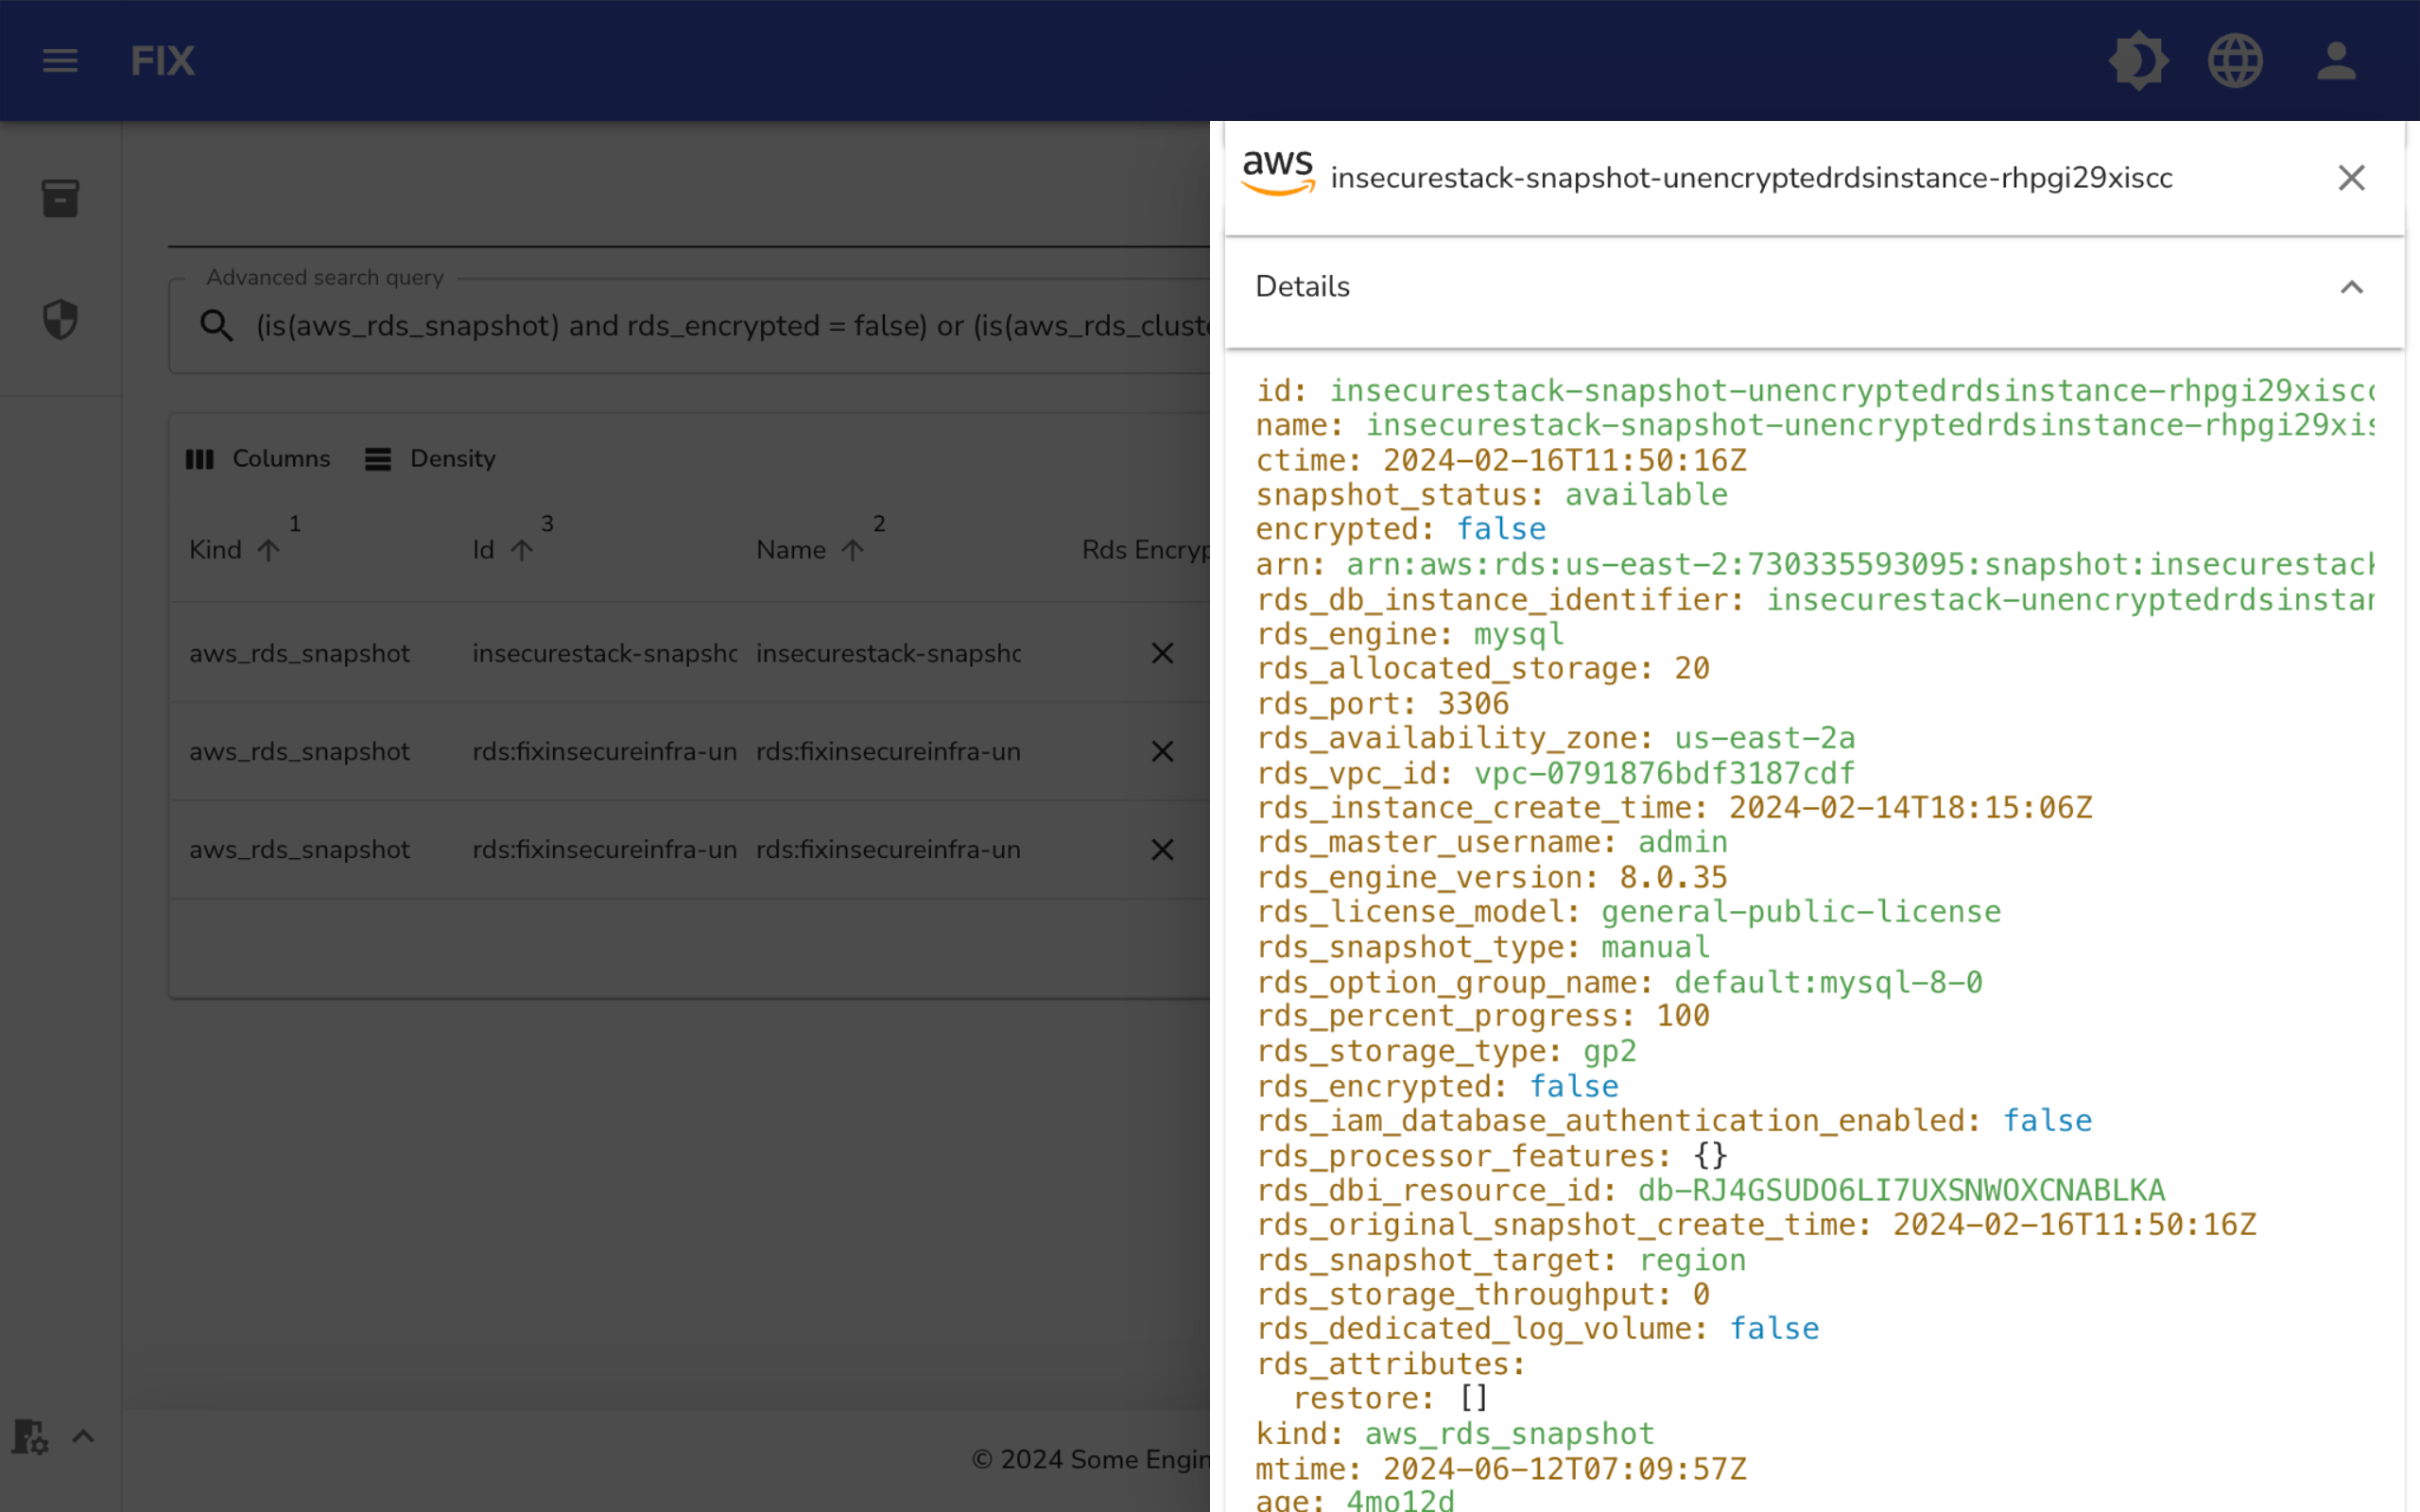 FIX
aws insecurestack-snapshot-unencryptedrdsinstance-rhpgi29xiscc
Advanced search query
(is(aws_rds_snapshot) and rds_encrypted = false) or (is(aws_rds_cluste
Columns Density
Kind 1 Id 3 Name 2 Rds Encryp
aws_rds_snapshot insecurestack-snapshc insecurestack-snapshc
aws_rds_snapshot rds:fixinsecureinfra-un rds:fixinsecureinfra-un
aws_rds_snapshot rds:fixinsecureinfra-un rds:fixinsecureinfra-un
© 2024 Some Engin
Details
id: insecurestack-snapshot-unencryptedrdsinstance-rhpgi29xiscc
name: insecurestack-snapshot-unencryptedrdsinstance-rhpgi29xis
ctime: 2024-02-16T11:50:16Z
snapshot_status: available
encrypted: false
arn: arn:aws:rds:us-east-2:730335593095:snapshot:insecurestack
rds_db_instance_identifier: insecurestack-unencryptedrdsinstan
rds_engine: mysql
rds_allocated_storage: 20
rds_port: 3306
rds_availability_zone: us-east-2a
rds_vpc_id: vpc-0791876bdf3187cdf
rds_instance_create_time: 2024-02-14T18:15:06Z
rds_master_username: admin
rds_engine_version: 8.0.35
rds_license_model: general-public-license
rds_snapshot_type: manual
rds_option_group_name: default:mysql-8-0
rds_percent_progress: 100
rds_storage_type: gp2
rds_encrypted: false
rds_iam_database_authentication_enabled: false
rds_processor_features: {}
rds_dbi_resource_id: db-RJ4GSUDO6LI7UXSNWOXCNABLKA
rds_original_snapshot_create_time: 2024-02-16T11:50:16Z
rds_snapshot_target: region
rds_storage_throughput: 0
rds_dedicated_log_volume: false
rds_attributes:
restore: []
kind: aws_rds_snapshot
mtime: 2024-06-12T07:09:57Z
age: 4mo12d